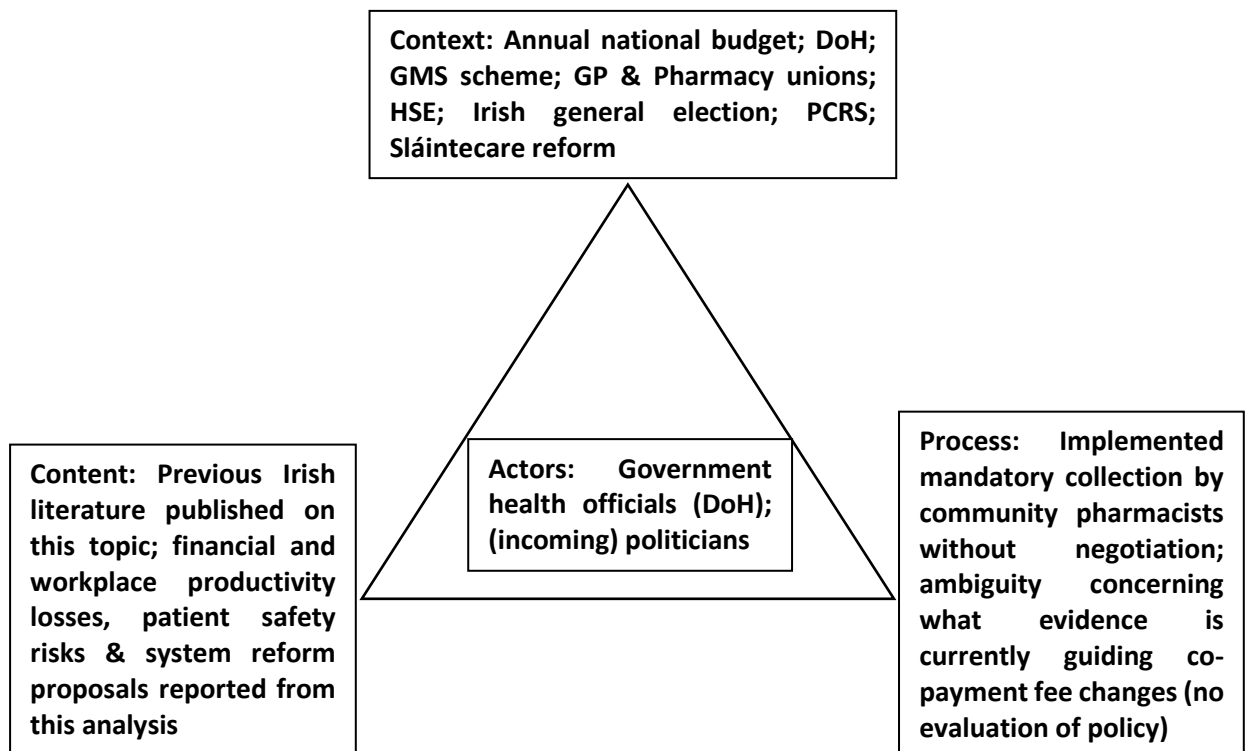 Context: Annual national budget; DoH;
GMS scheme; GP & Pharmacy unions;
HSE; Irish general election; PCRS;
Sláintecare reform
Content: Previous Irish
literature published on
this topic; financial and
workplace productivity
losses, patient safety
risks & system reform
proposals reported from
this analysis
Actors: Government
health officials (DoH);
(incoming) politicians
Process: Implemented
mandatory collection by
community pharmacists
without negotiation;
ambiguity concerning
what evidence is
currently guiding co-
payment fee changes (no
evaluation of policy)